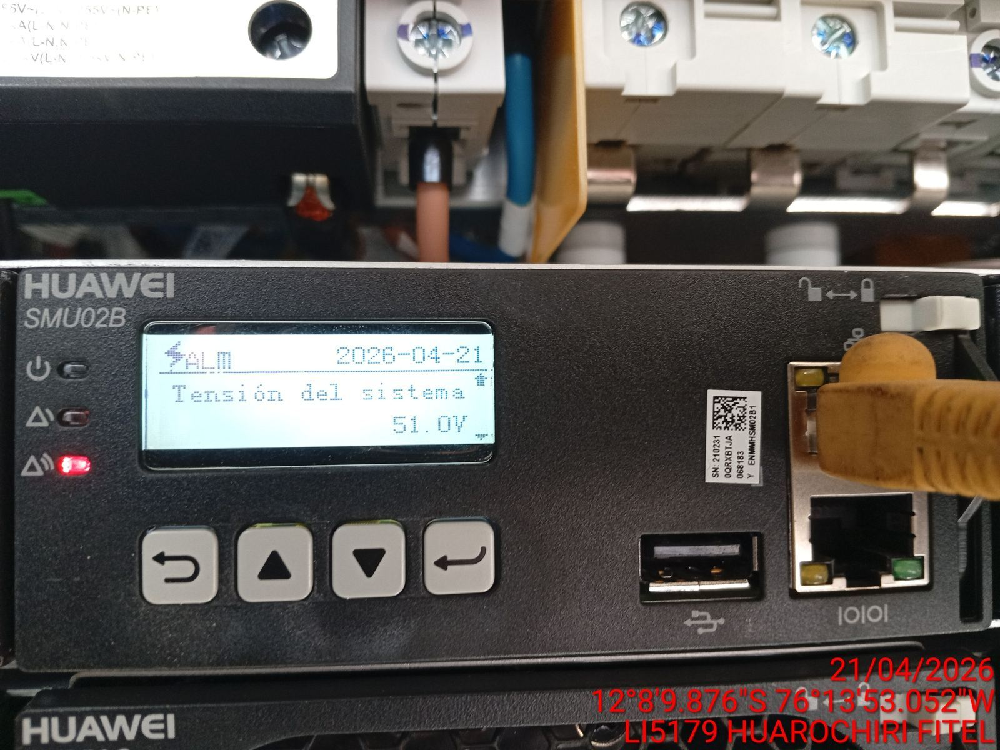 HUAWEI
SMU02B
ALM 2026-04-21
Tensión del sistema
51.0V
SN: 210231
0QRXBTJA
068183
Y ENMMHSM02B1
|O|O|
21/04/2026
12°8'9.876"S 76°13'53.052"W
LI5179 HUAROCHIRI FITEL
HUAWEI